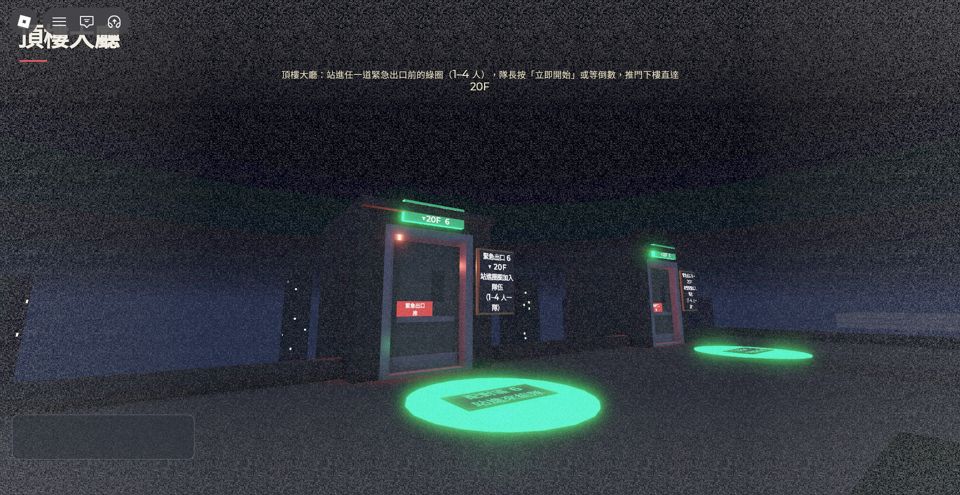 頂樓大廳
頂樓大廳：站進任一道緊急出口前的綠圈（1–4 人），隊長按「立即開始」或等倒數，推門下樓直達
20F
▼20F 6
緊急出口 6
▼ 20F
站進圈圈加入
隊伍
（1–4 人一
隊）
緊急出口
推